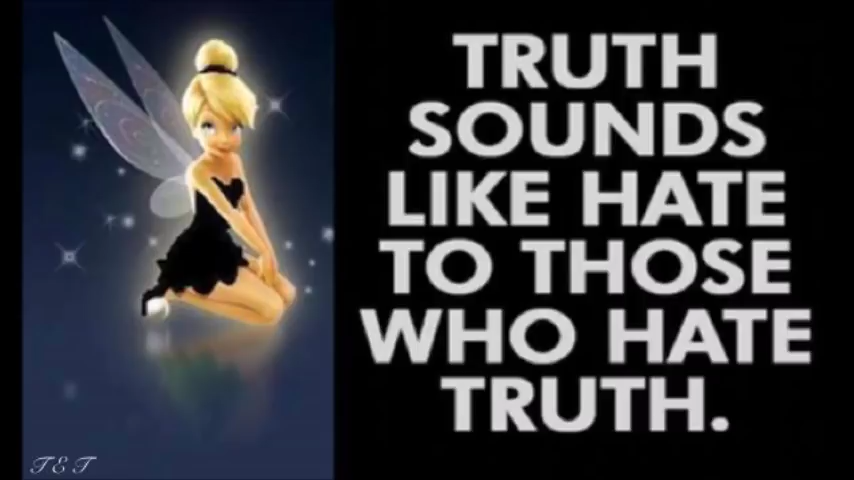 TRUTH
SOUNDS
LIKE HATE
TO THOSE
WHO HATE
TRUTH.
T&T